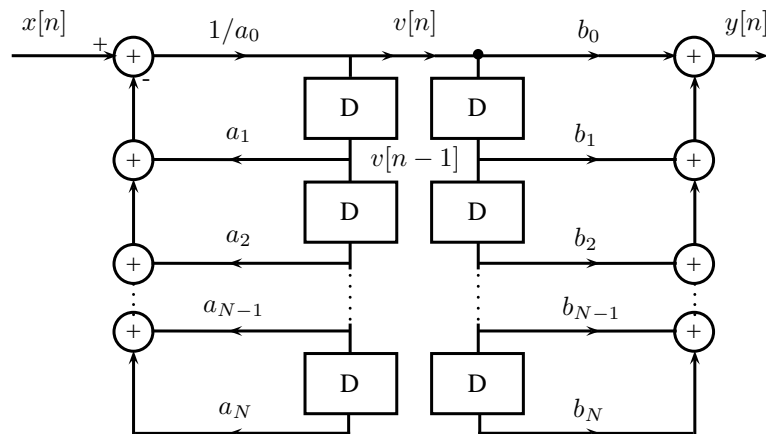 x[n] 1/a₀ v[n] b₀ y[n]
+ + +
-
D D
a₁ b₁
+ v[n − 1] +
D D
a₂ b₂
+ +
a_{N−1} b_{N−1}
+ +
D D
a_N b_N